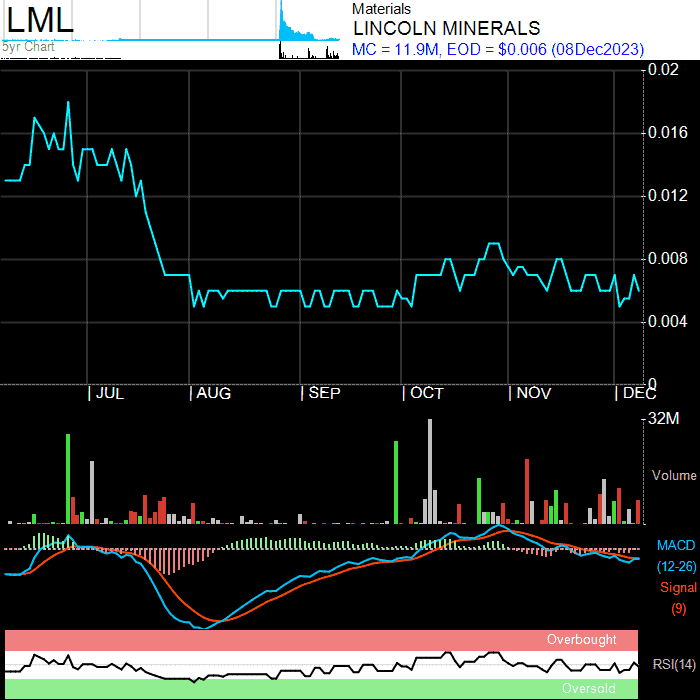 LML
5yr Chart
Materials
LINCOLN MINERALS
MC = 11.9M, EOD = $0.006 (08Dec2023)
0.02
0.016
0.012
0.008
0.004
0
JUL AUG SEP OCT NOV DEC
32M
Volume
MACD
(12-26)
Signal
(9)
Overbought
RSI(14)
Oversold